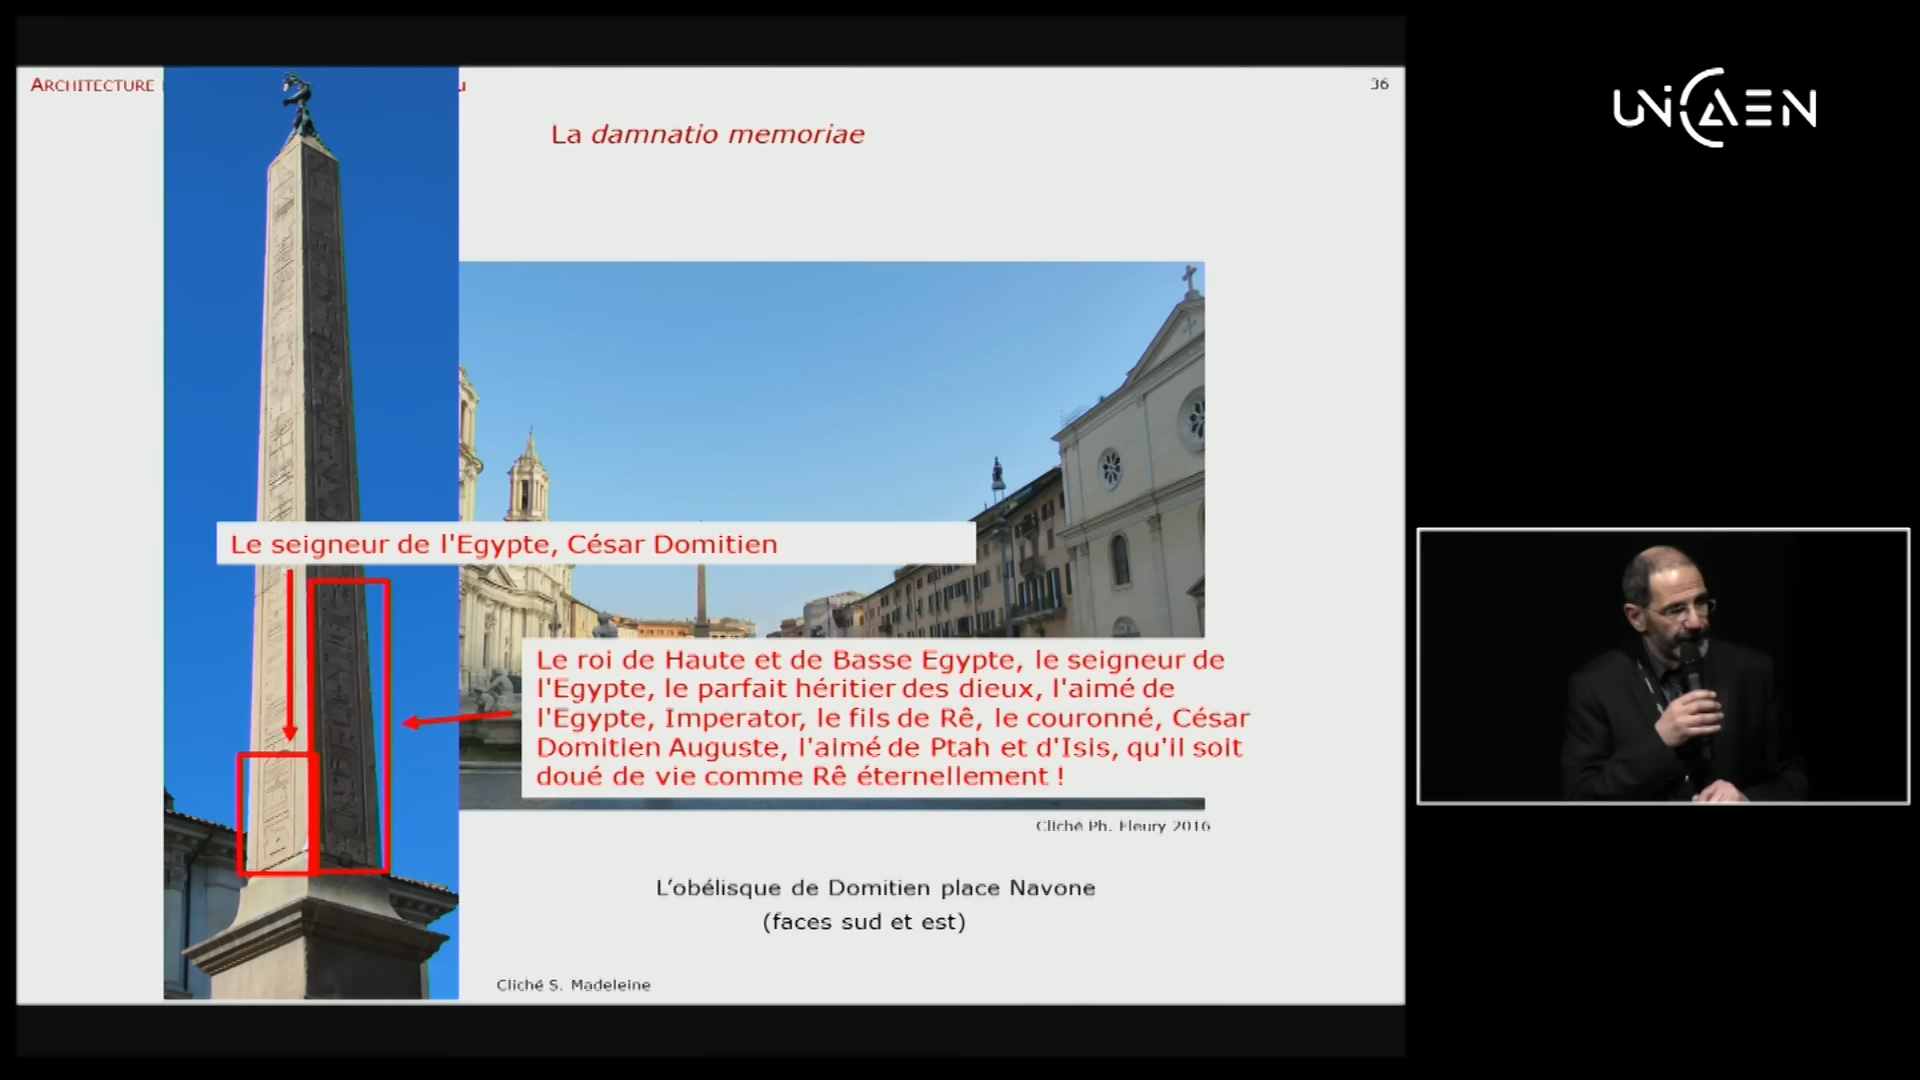 ARCHITECTURE
36
UNICAEN
La damnatio memoriae
Le seigneur de l'Egypte, César Domitien
Le roi de Haute et de Basse Egypte, le seigneur de
l'Egypte, le parfait héritier des dieux, l'aimé de
l'Egypte, Imperator, le fils de Rê, le couronné, César
Domitien Auguste, l'aimé de Ptah et d'Isis, qu'il soit
doué de vie comme Rê éternellement !
Cliché Ph. Fleury 2016
L'obélisque de Domitien place Navone
(faces sud et est)
Cliché S. Madeleine